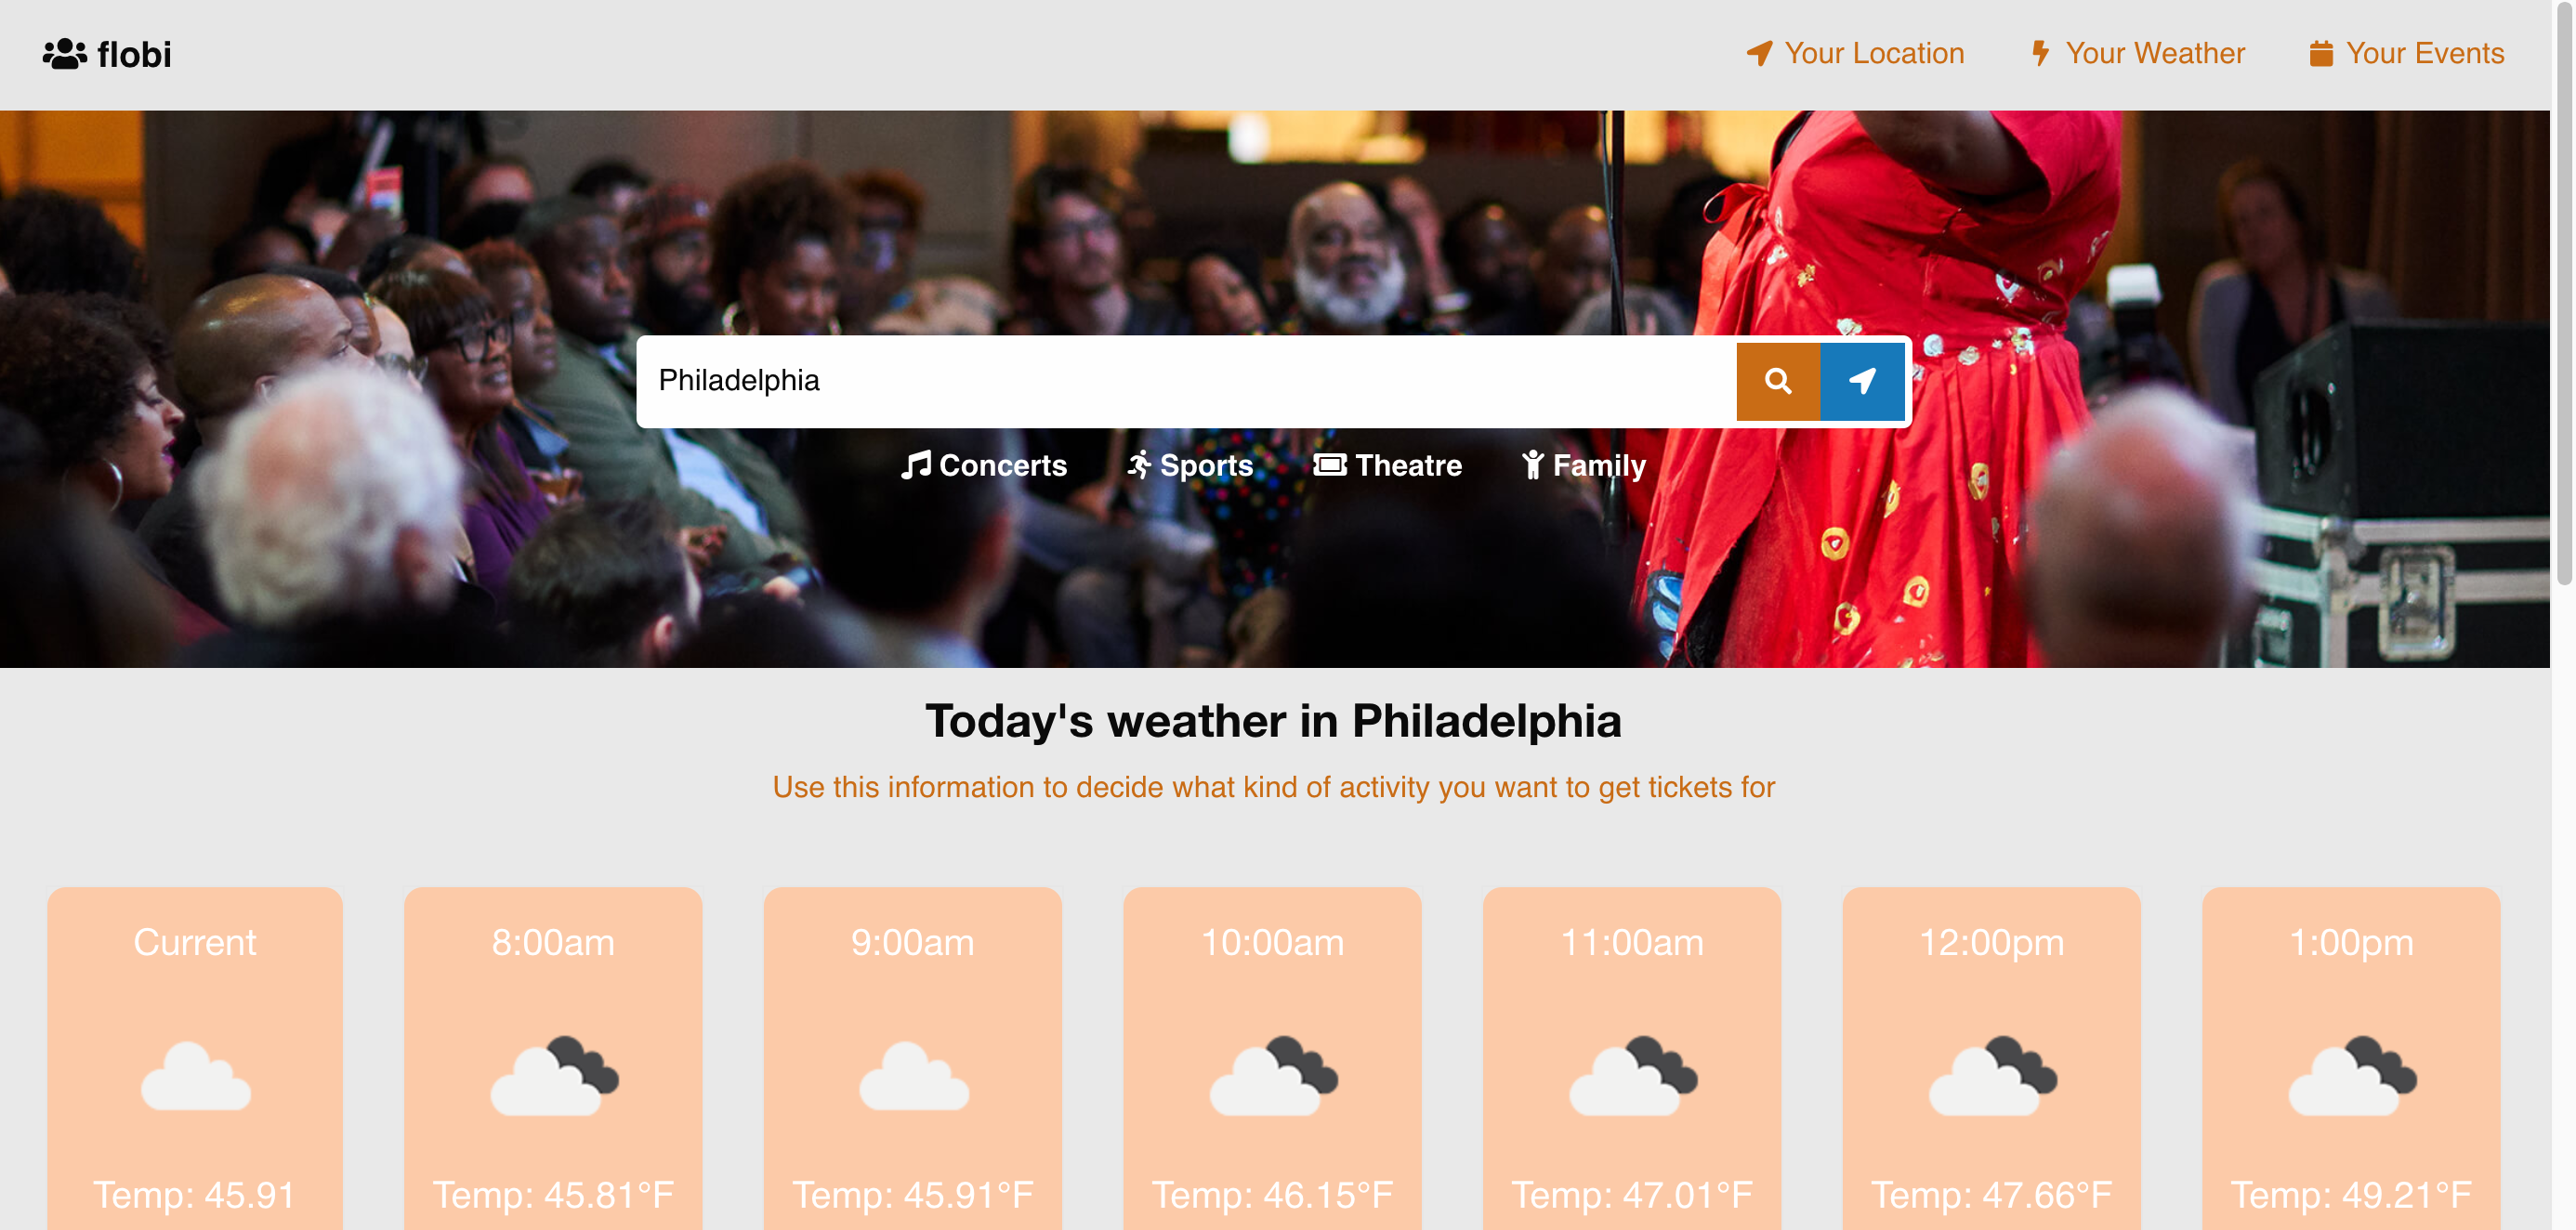 flobi
Your Location Your Weather Your Events
Philadelphia
Concerts Sports Theatre Family
Today's weather in Philadelphia
Use this information to decide what kind of activity you want to get tickets for
Current 8:00am 9:00am 10:00am 11:00am 12:00pm 1:00pm
Temp: 45.91 Temp: 45.81°F Temp: 45.91°F Temp: 46.15°F Temp: 47.01°F Temp: 47.66°F Temp: 49.21°F